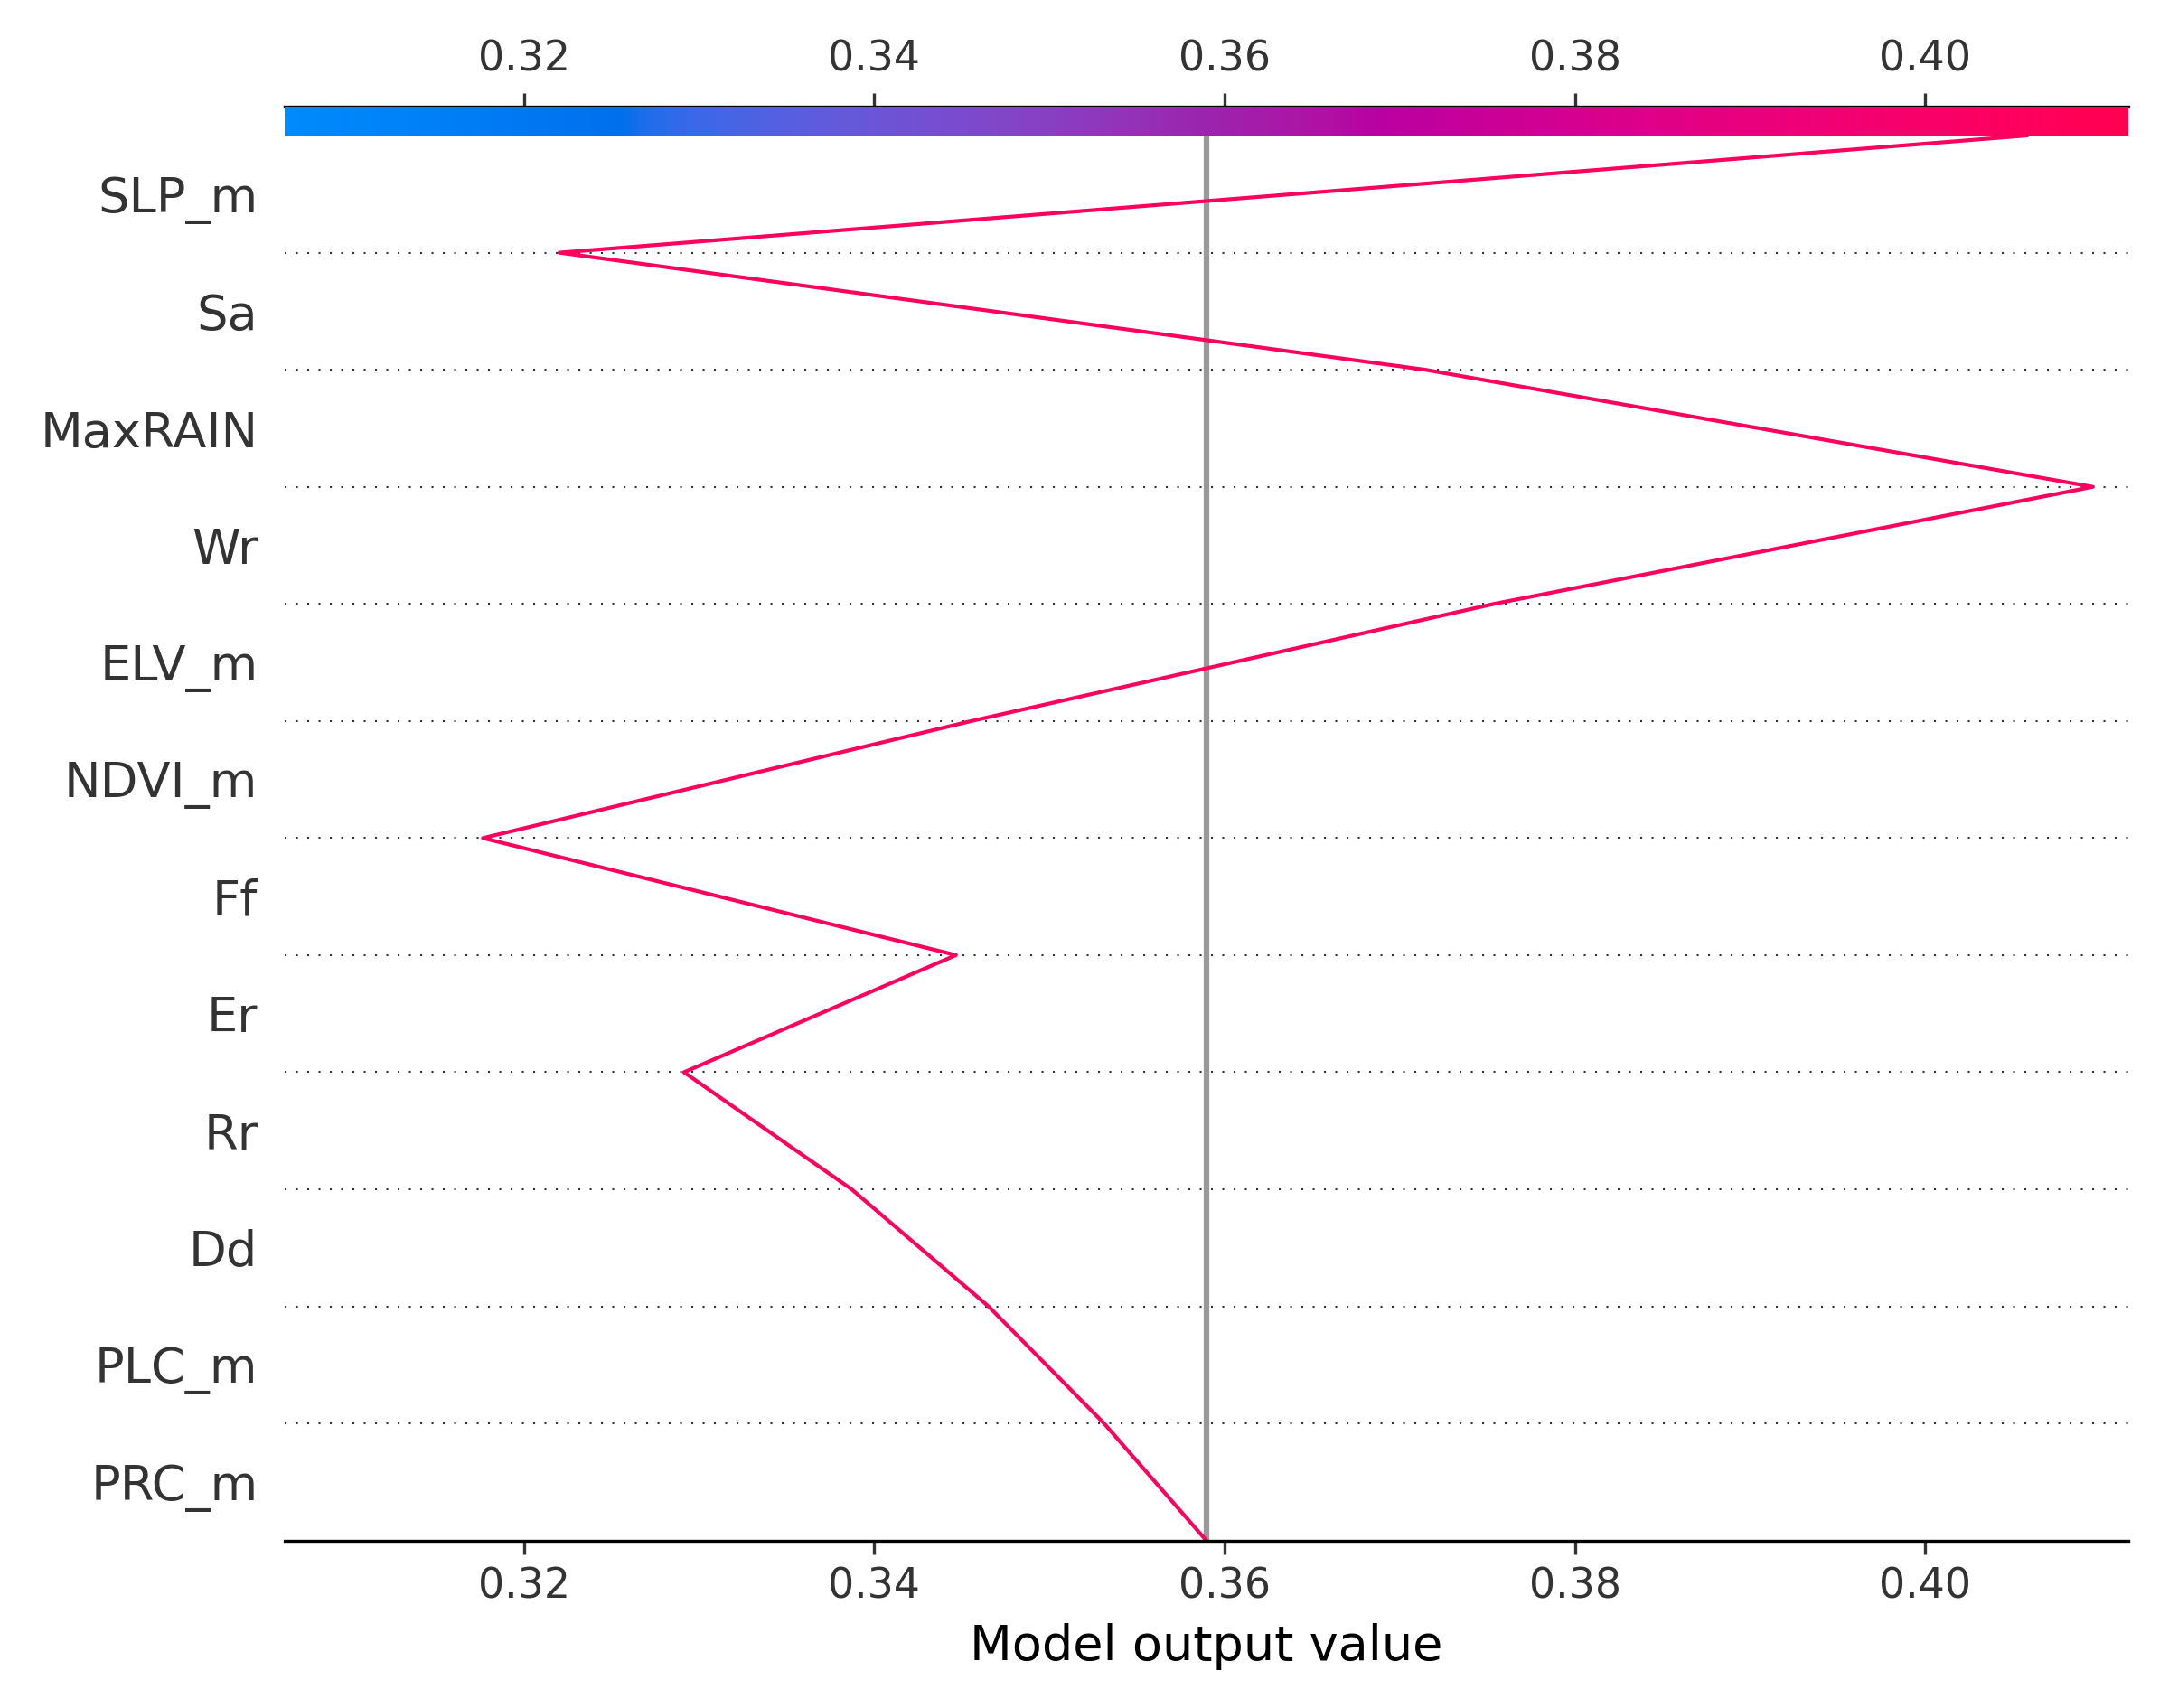 0.32 0.34 0.36 0.38 0.40
SLP_m
Sa
MaxRAIN
Wr
ELV_m
NDVI_m
Ff
Er
Rr
Dd
PLC_m
PRC_m
0.32 0.34 0.36 0.38 0.40
Model output value